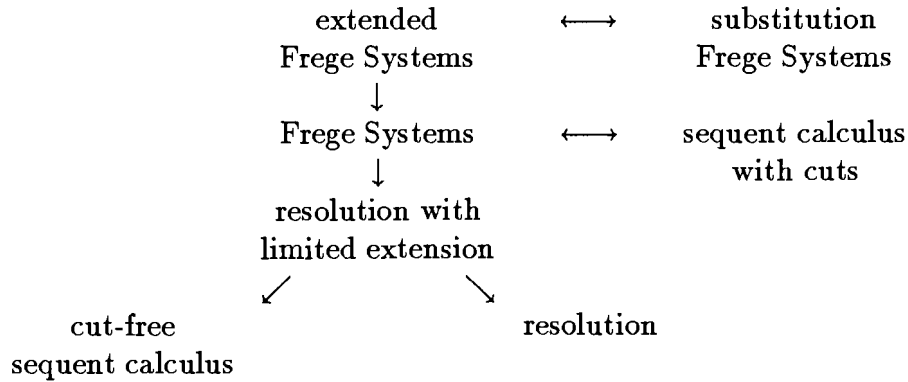 extended
Frege Systems
substitution
Frege Systems
Frege Systems
sequent calculus
with cuts
resolution with
limited extension
cut-free
sequent calculus
resolution